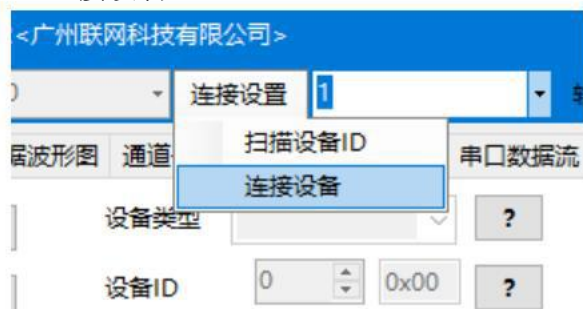 <广州联网科技有限公司>
连接设置 1
扫描设备ID
据波形图 通道 串口数据流
连接设备
设备类型 ?
设备ID 0 0x00 ?